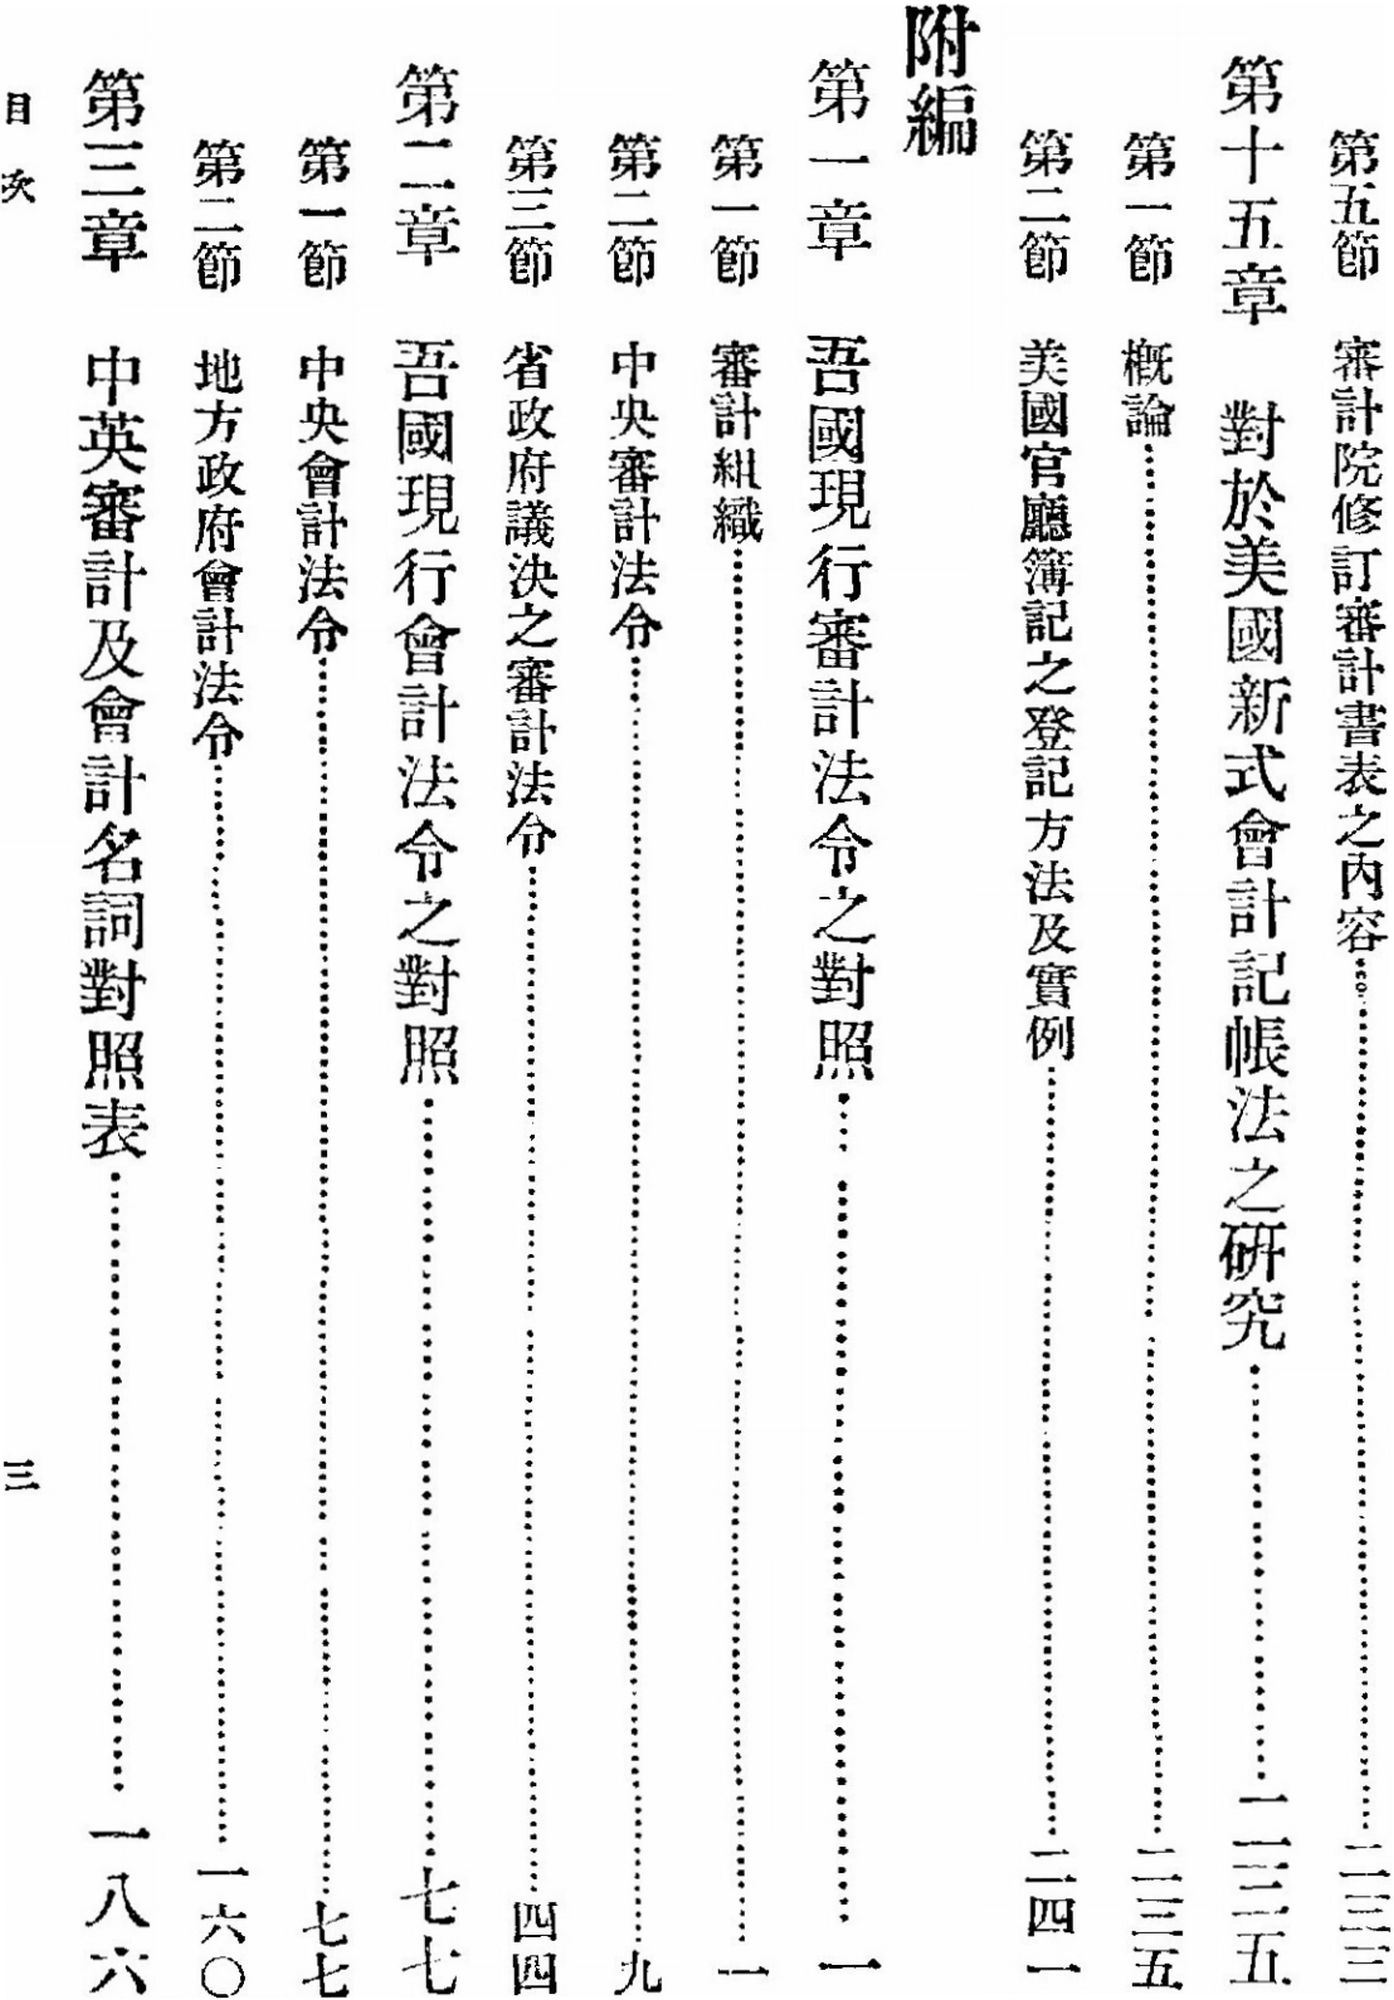 第五節 審計院修訂審計書表之內容……二三三
第十五章 對於美國新式會計記帳法之研究……二三五
第一節 概論……二三五
第二節 美國官廳簿記之登記方法及實例……二四一
附編
第一章 吾國現行審計法令之對照……一
第一節 審計組織……一
第二節 中央審計法令……九
第三節 省政府議決之審計法令……四四
第二章 吾國現行會計法令之對照……七七
第一節 中央會計法令……七七
第二節 地方政府會計法令……一六〇
第三章 中英審計及會計名詞對照表……一八六
目次
三